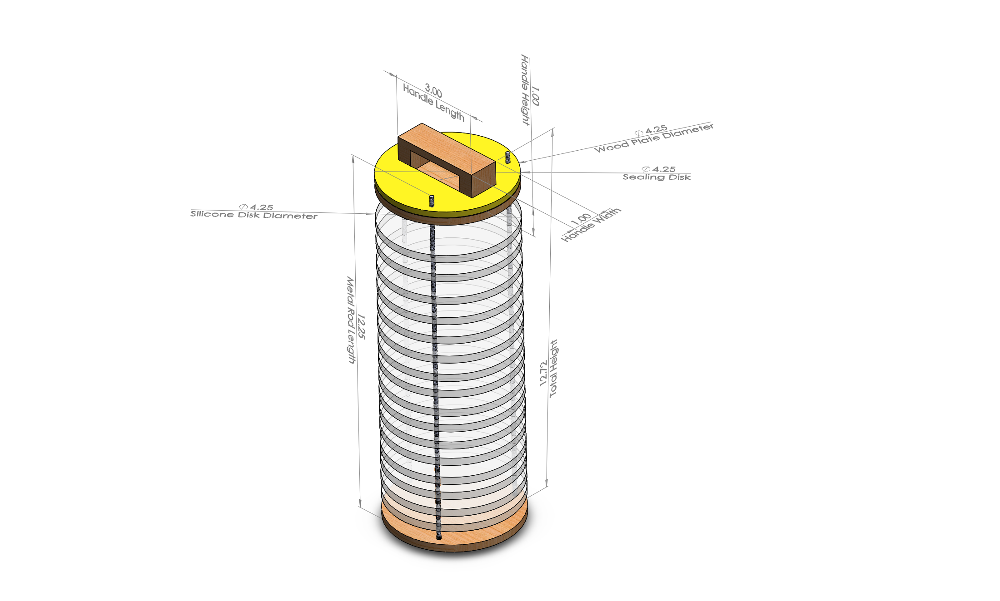 3.00
Handle Length
1.00
Handle Height
⌀4.25
Wood Plate Diameter
⌀4.25
Sealing Disk
⌀4.25
Silicone Disk Diameter
1.00
Handle Width
12.25
Metal Rod Length
12.72
Total Height